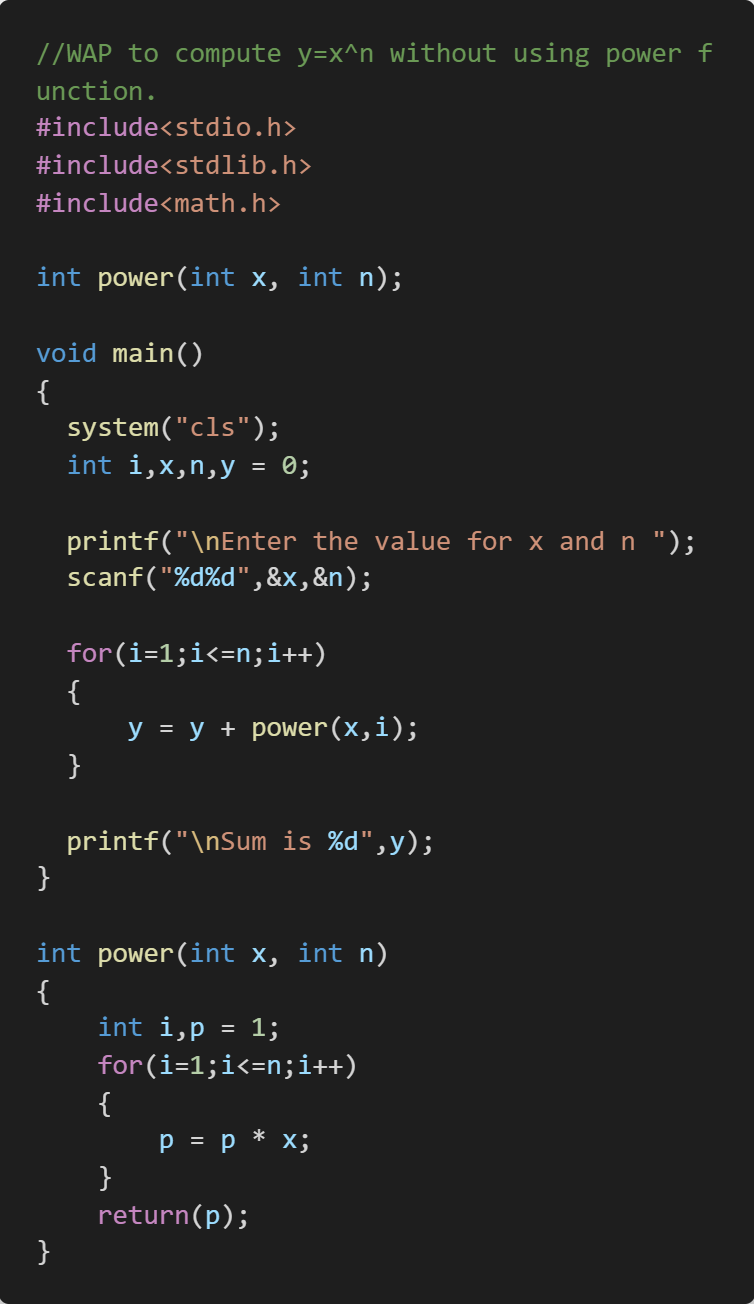 //WAP to compute y=x^n without using power f
unction.
#include<stdio.h>
#include<stdlib.h>
#include<math.h>
int power(int x, int n);
void main()
{
  system("cls");
  int i,x,n,y = 0;
  printf("\nEnter the value for x and n ");
  scanf("%d%d",&x,&n);
  for(i=1;i<=n;i++)
  {
      y = y + power(x,i);
  }
  printf("\nSum is %d",y);
}
int power(int x, int n)
{
    int i,p = 1;
    for(i=1;i<=n;i++)
    {
        p = p * x;
    }
    return(p);
}